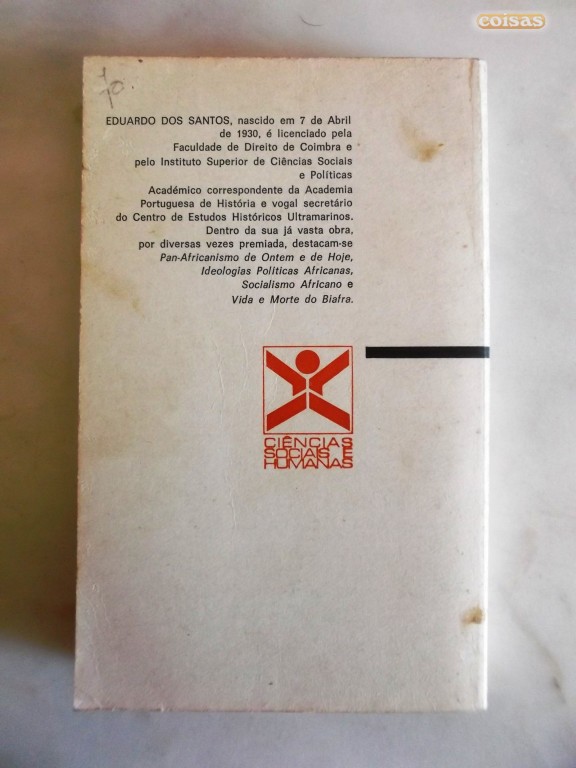 coisas
EDUARDO DOS SANTOS, nascido em 7 de Abril
de 1930, é licenciado pela
Faculdade de Direito de Coimbra e
pelo Instituto Superior de Ciências Sociais
e Políticas
Académico correspondente da Academia
Portuguesa de História e vogal secretário
do Centro de Estudos Históricos Ultramarinos.
Dentro da sua já vasta obra,
por diversas vezes premiada, destacam-se
Pan-Africanismo de Ontem e de Hoje,
Ideologias Políticas Africanas,
Socialismo Africano e
Vida e Morte do Biafra.
CIÊNCIAS
SOCIAIS E
HUMANAS